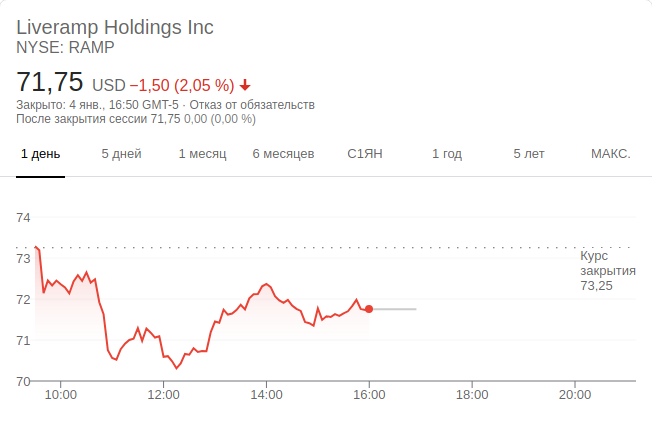 Liveramp Holdings Inc
NYSE: RAMP
71,75 USD −1,50 (2,05 %)
Закрыто: 4 янв., 16:50 GMT-5 · Отказ от обязательств
После закрытия сессии 71,75 0,00 (0,00 %)
1 день 5 дней 1 месяц 6 месяцев С1ЯН 1 год 5 лет МАКС.
74
73
72
71
70
Курс
закрытия
73,25
10:00 12:00 14:00 16:00 18:00 20:00